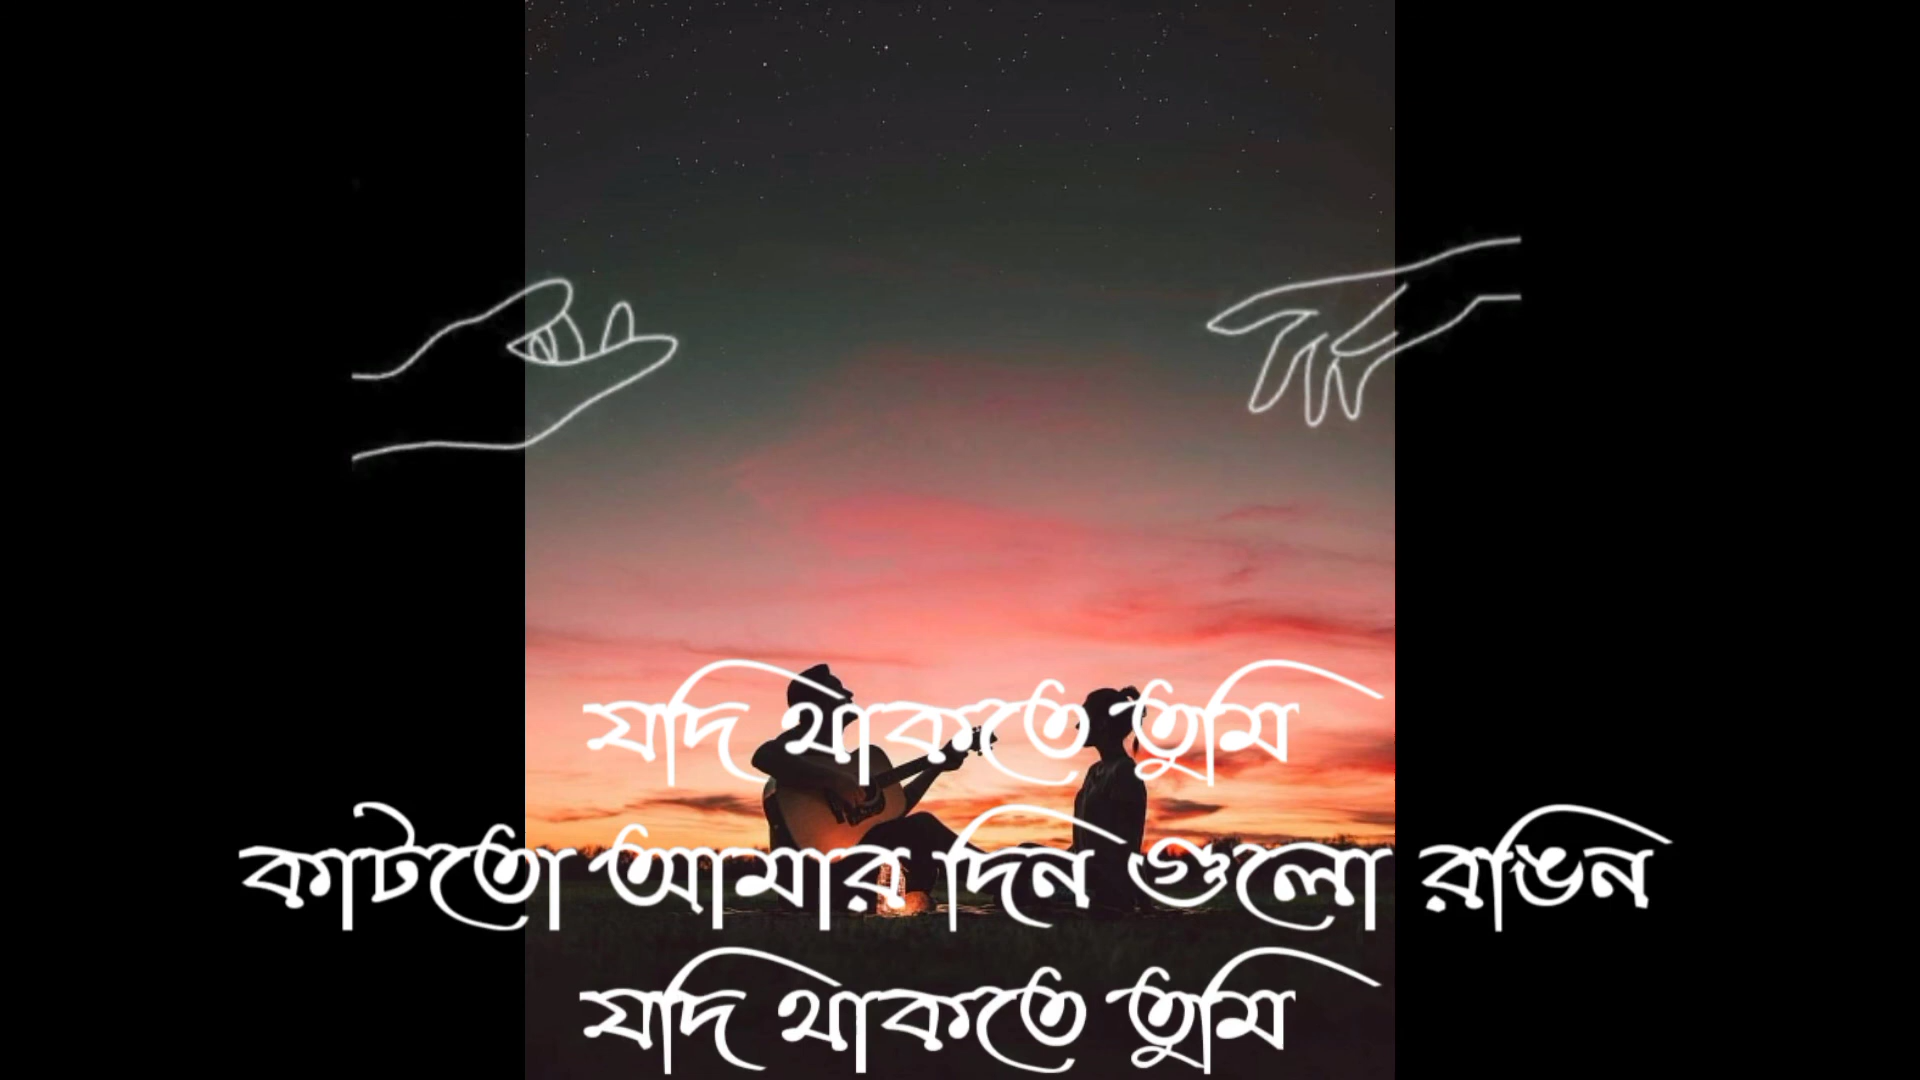 যদি থাকতে তুমি
কাটতো আমার দিন গুলো রঙিন
যদি থাকতে তুমি